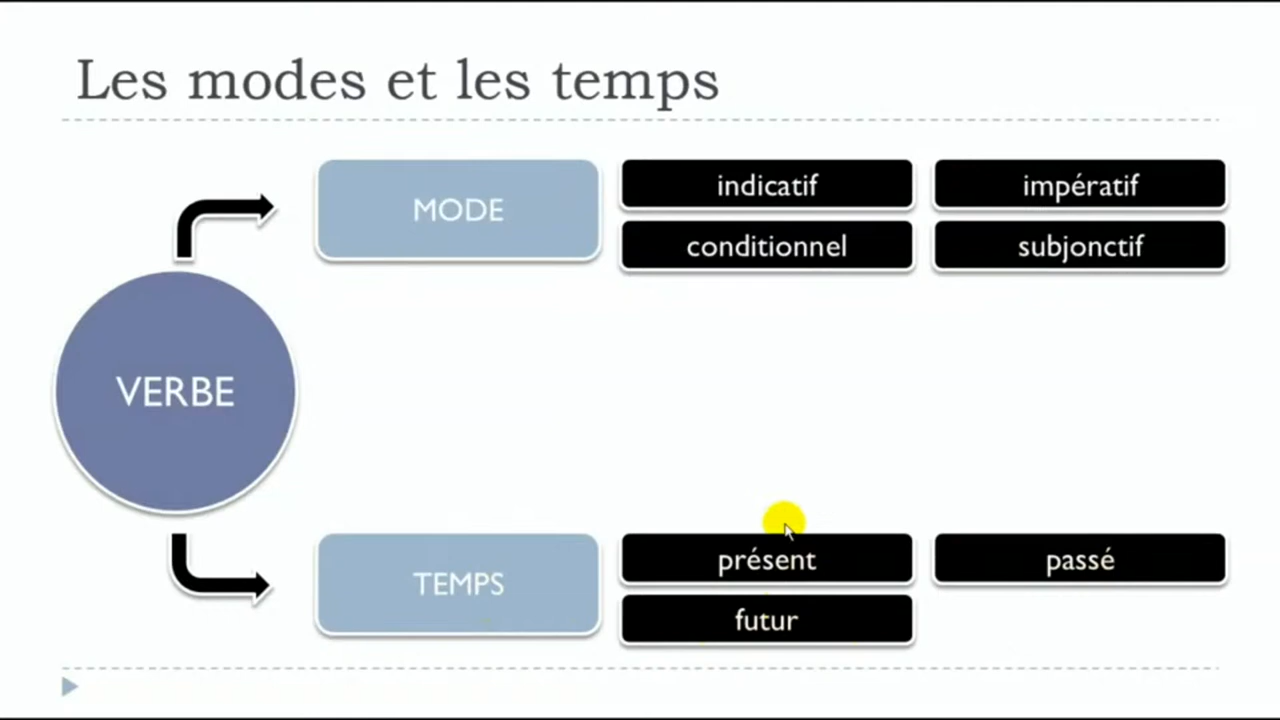 Les modes et les temps
MODE
indicatif
impératif
conditionnel
subjonctif
VERBE
TEMPS
présent
passé
futur